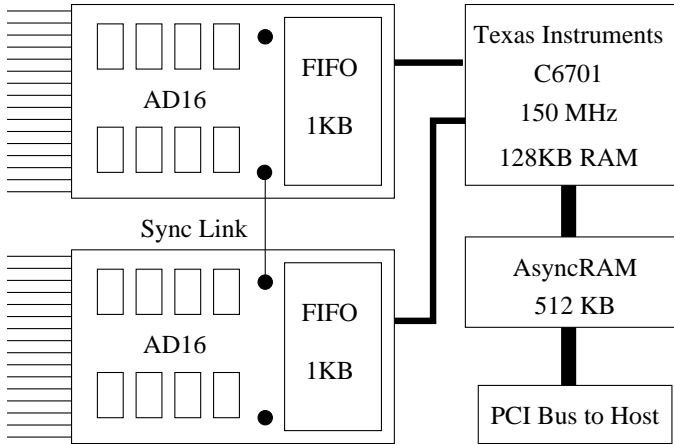 AD16
FIFO
1KB
Sync Link
AD16
FIFO
1KB
Texas Instruments
C6701
150 MHz
128KB RAM
AsyncRAM
512 KB
PCI Bus to Host